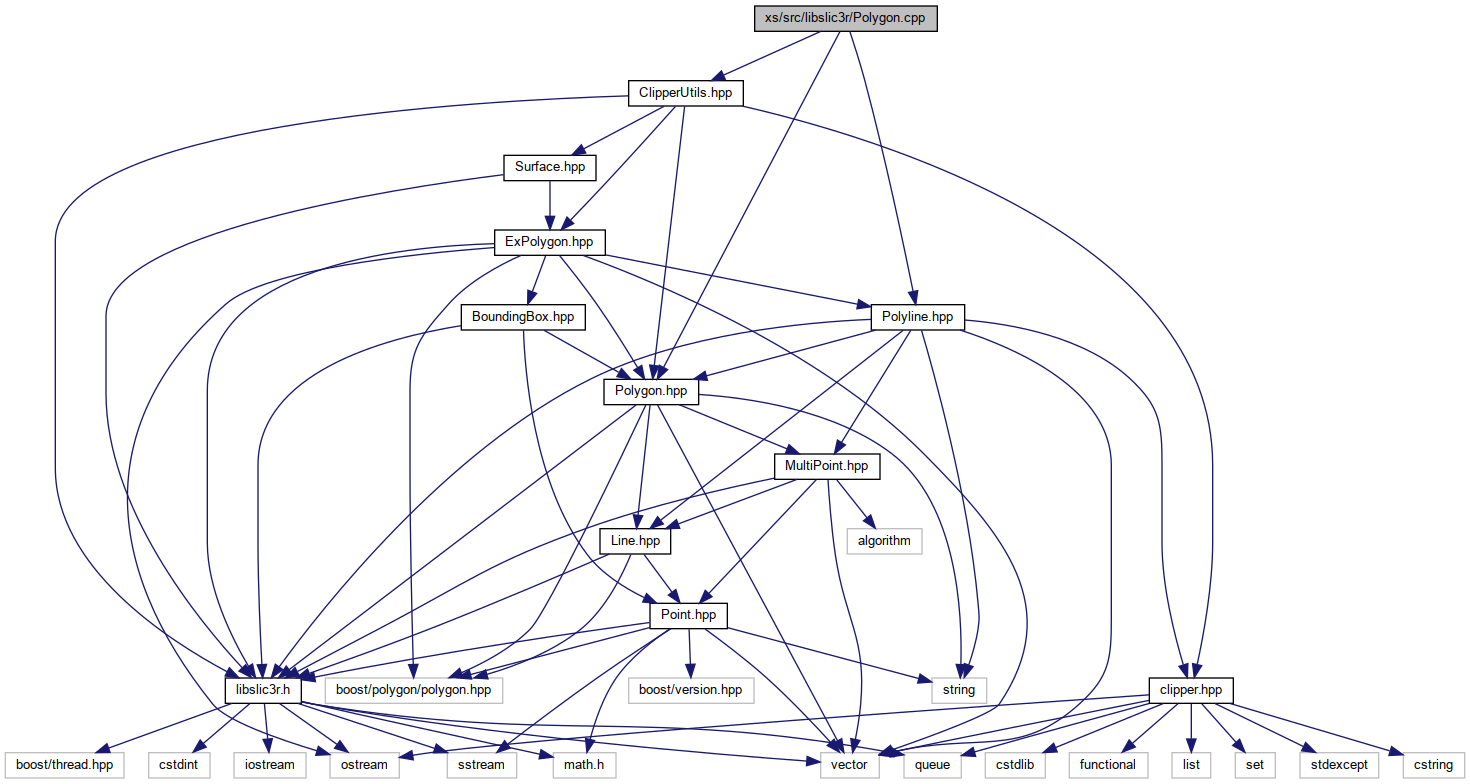 xs/src/libslic3r/Polygon.cpp
ClipperUtils.hpp
Surface.hpp
ExPolygon.hpp
BoundingBox.hpp
Polyline.hpp
Polygon.hpp
MultiPoint.hpp
Line.hpp
algorithm
Point.hpp
libslic3r.h
boost/polygon/polygon.hpp
boost/version.hpp
string
clipper.hpp
boost/thread.hpp
cstdint
iostream
ostream
sstream
math.h
vector
queue
cstdlib
functional
list
set
stdexcept
cstring